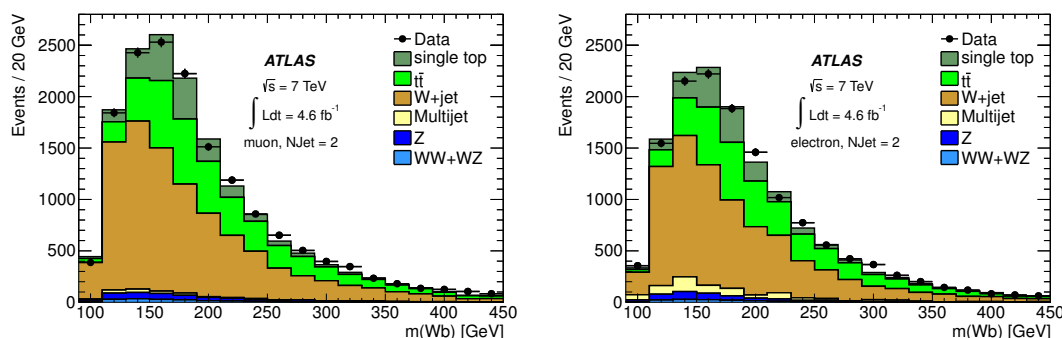 Events / 20 GeV
2500
2000
1500
1000
500
0
ATLAS
√s = 7 TeV
∫ Ldt = 4.6 fb⁻¹
muon, NJet = 2
Data
single top
tt̄
W+jet
Multijet
Z
WW+WZ
100 150 200 250 300 350 400 450
m(Wb) [GeV]
Events / 20 GeV
2500
2000
1500
1000
500
0
ATLAS
√s = 7 TeV
∫ Ldt = 4.6 fb⁻¹
electron, NJet = 2
Data
single top
tt̄
W+jet
Multijet
Z
WW+WZ
100 150 200 250 300 350 400 450
m(Wb) [GeV]